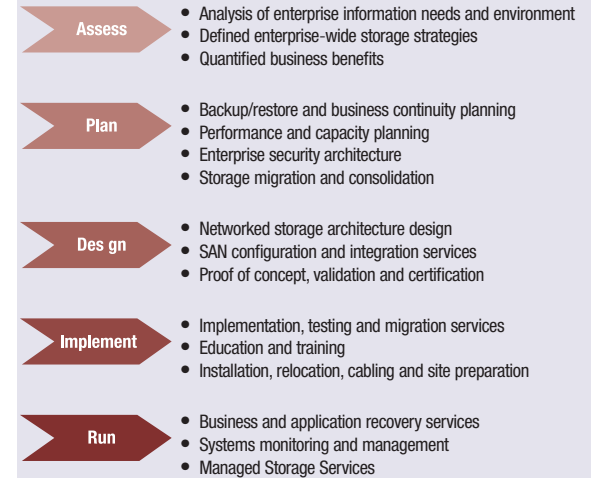 Assess
• Analysis of enterprise information needs and environment
• Defined enterprise-wide storage strategies
• Quantified business benefits
Plan
• Backup/restore and business continuity planning
• Performance and capacity planning
• Enterprise security architecture
• Storage migration and consolidation
Des gn
• Networked storage architecture design
• SAN configuration and integration services
• Proof of concept, validation and certification
Implement
• Implementation, testing and migration services
• Education and training
• Installation, relocation, cabling and site preparation
Run
• Business and application recovery services
• Systems monitoring and management
• Managed Storage Services